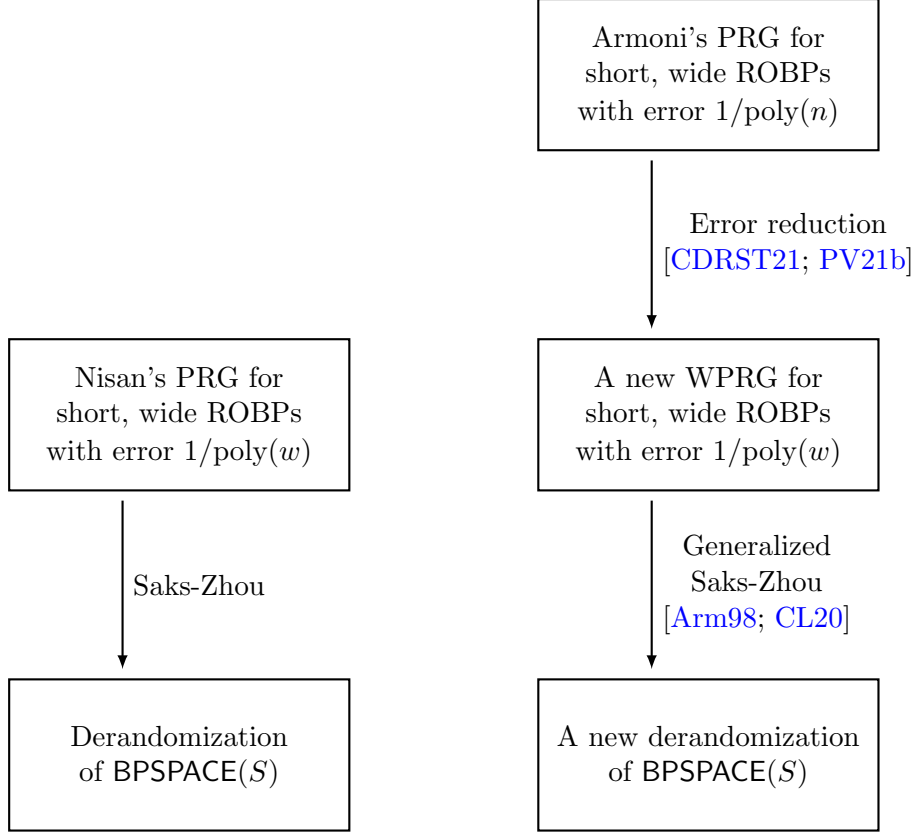 Armoni's PRG for
short, wide ROBPs
with error 1/poly(n)
Error reduction
[CDRST21; PV21b]
Nisan's PRG for
short, wide ROBPs
with error 1/poly(w)
A new WPRG for
short, wide ROBPs
with error 1/poly(w)
Saks-Zhou
Generalized
Saks-Zhou
[Arm98; CL20]
Derandomization
of BPSPACE(S)
A new derandomization
of BPSPACE(S)